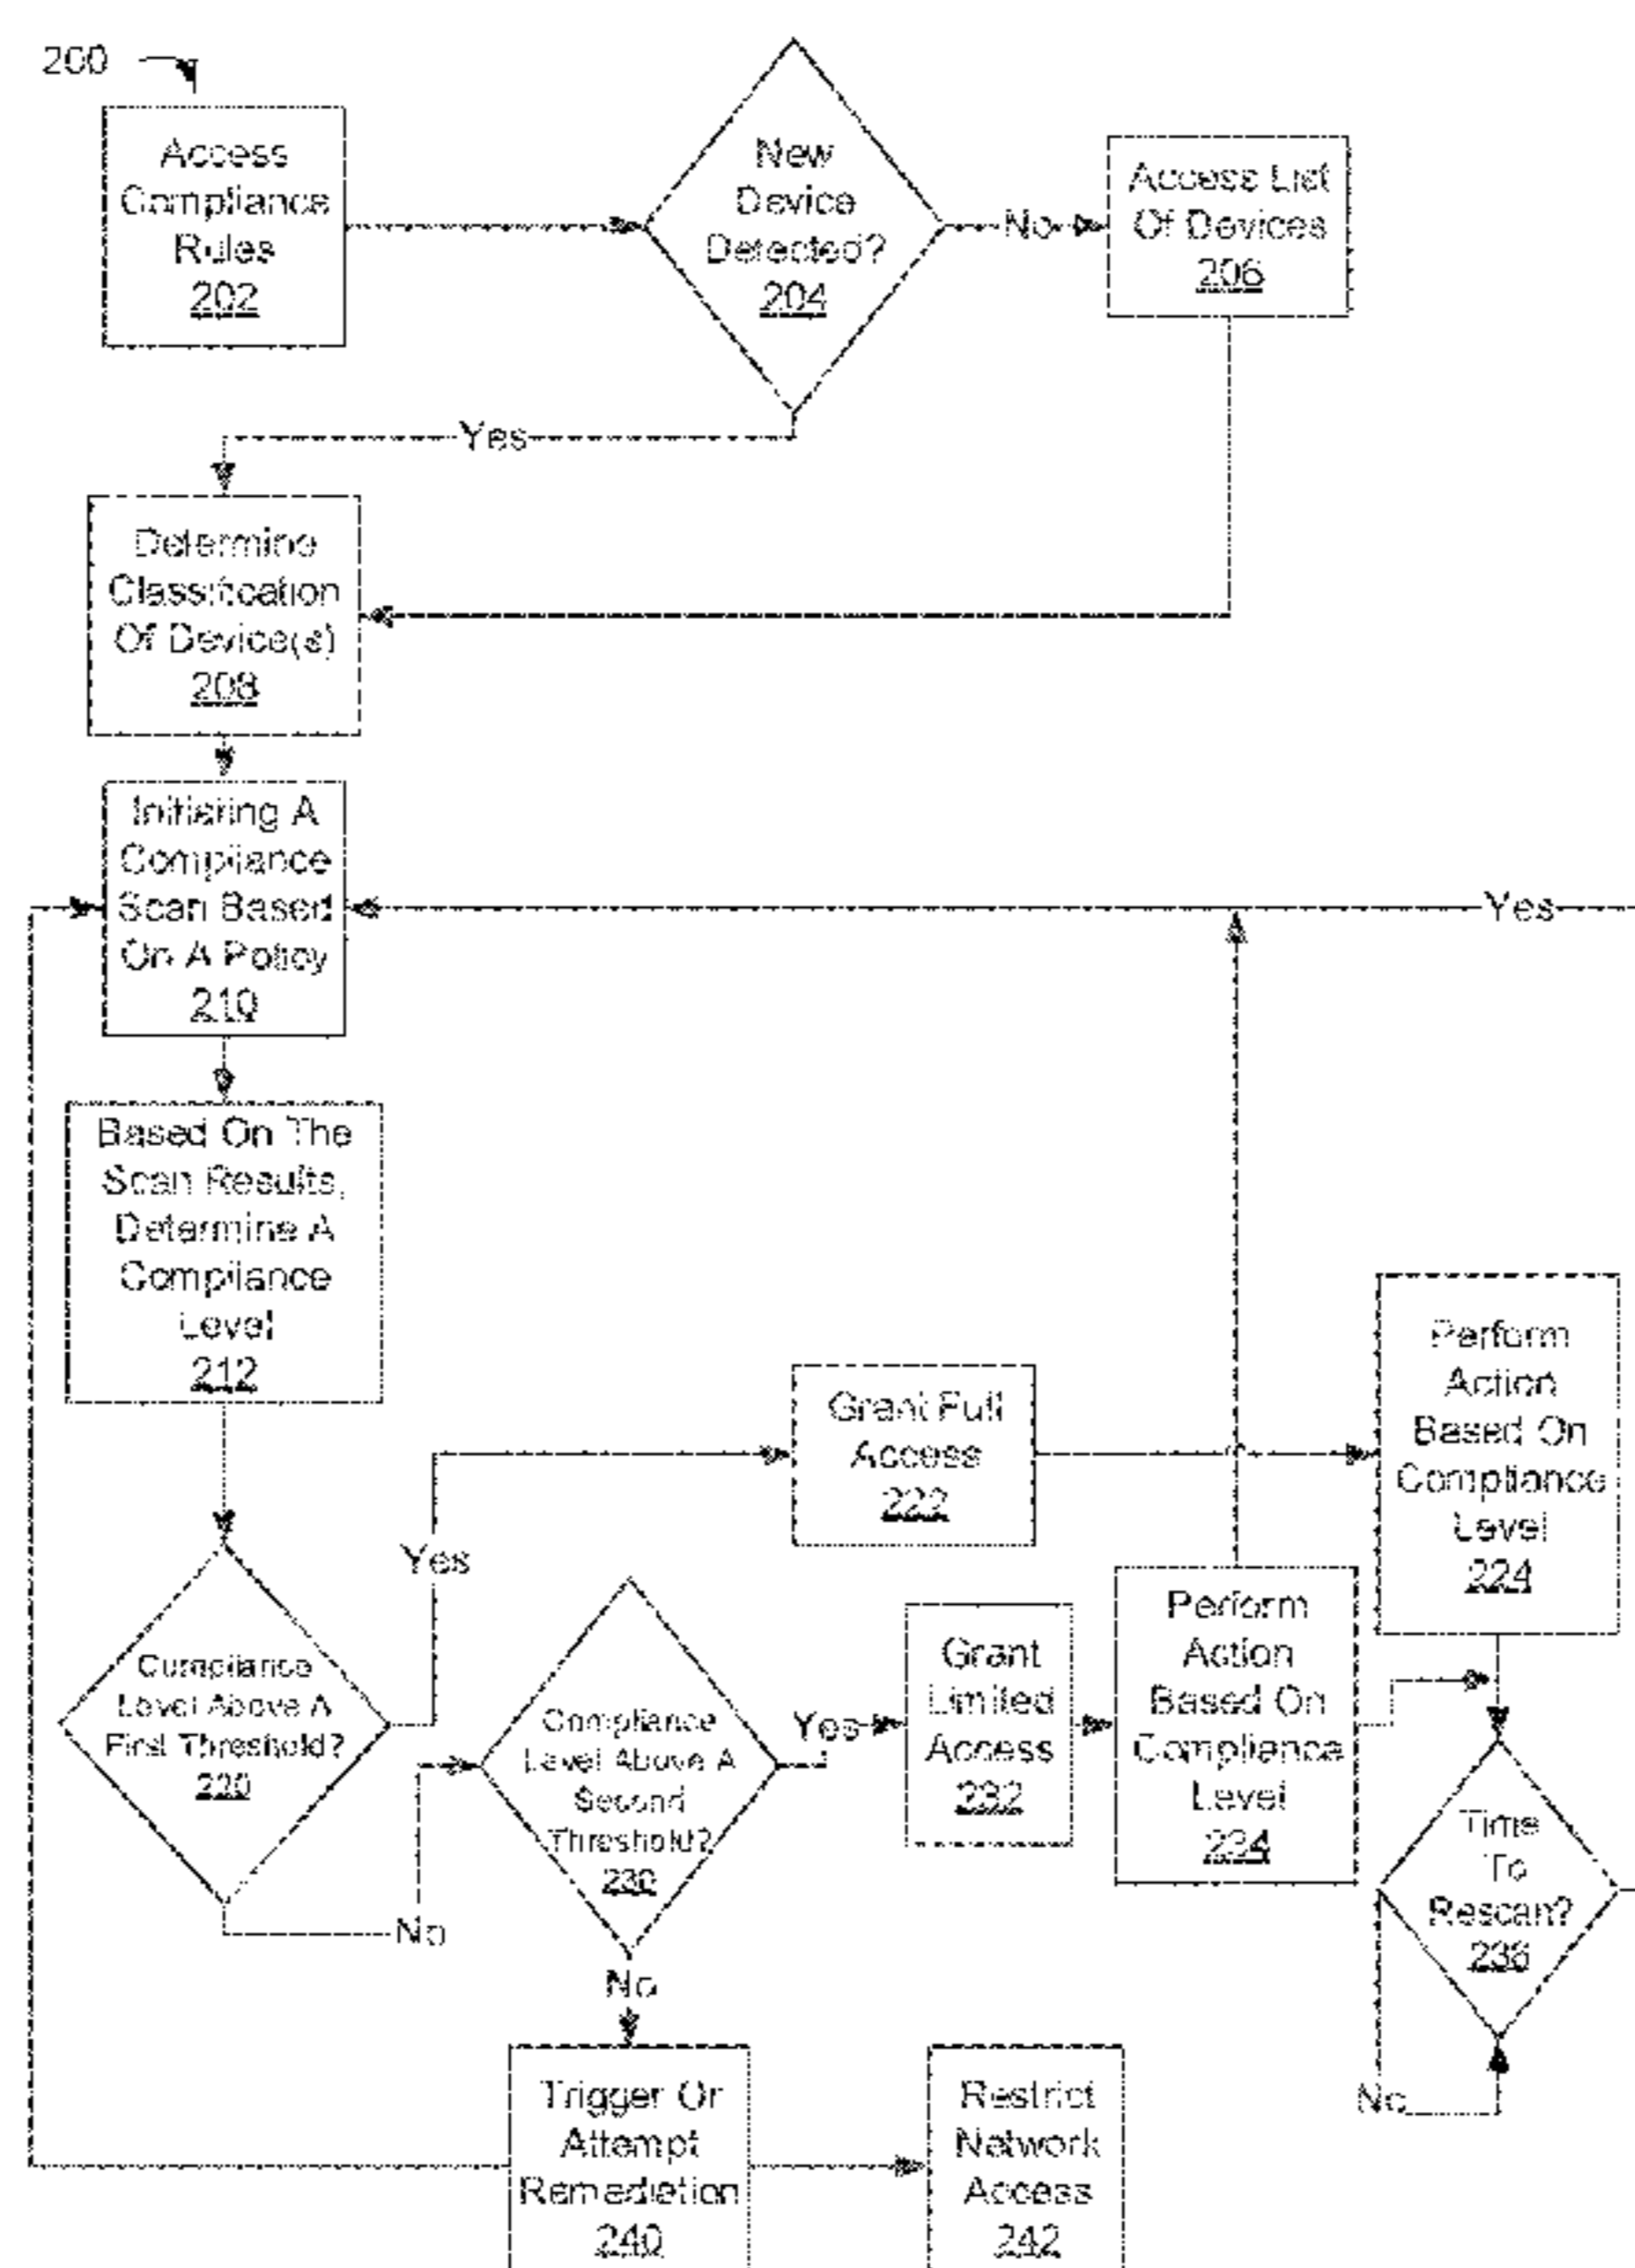 200
Access
Compliance
Rules
202
New
Device
Detected?
204
No
Access List
Of Devices
206
Yes
Determine
Classification
Of Device(s)
208
Initiating A
Compliance
Scan Based
On A Policy
210
Yes
Based On The
Scan Results,
Determine A
Compliance
Level
212
Grant Full
Access
222
Perform
Action
Based On
Compliance
Level
224
Yes
Compliance
Level Above A
First Threshold?
220
No
Compliance
Level Above A
Second
Threshold?
230
Yes
Grant
Limited
Access
232
Perform
Action
Based On
Compliance
Level
234
Time
To
Rescan?
236
No
No
Trigger Or
Attempt
Remediation
240
Restrict
Network
Access
242